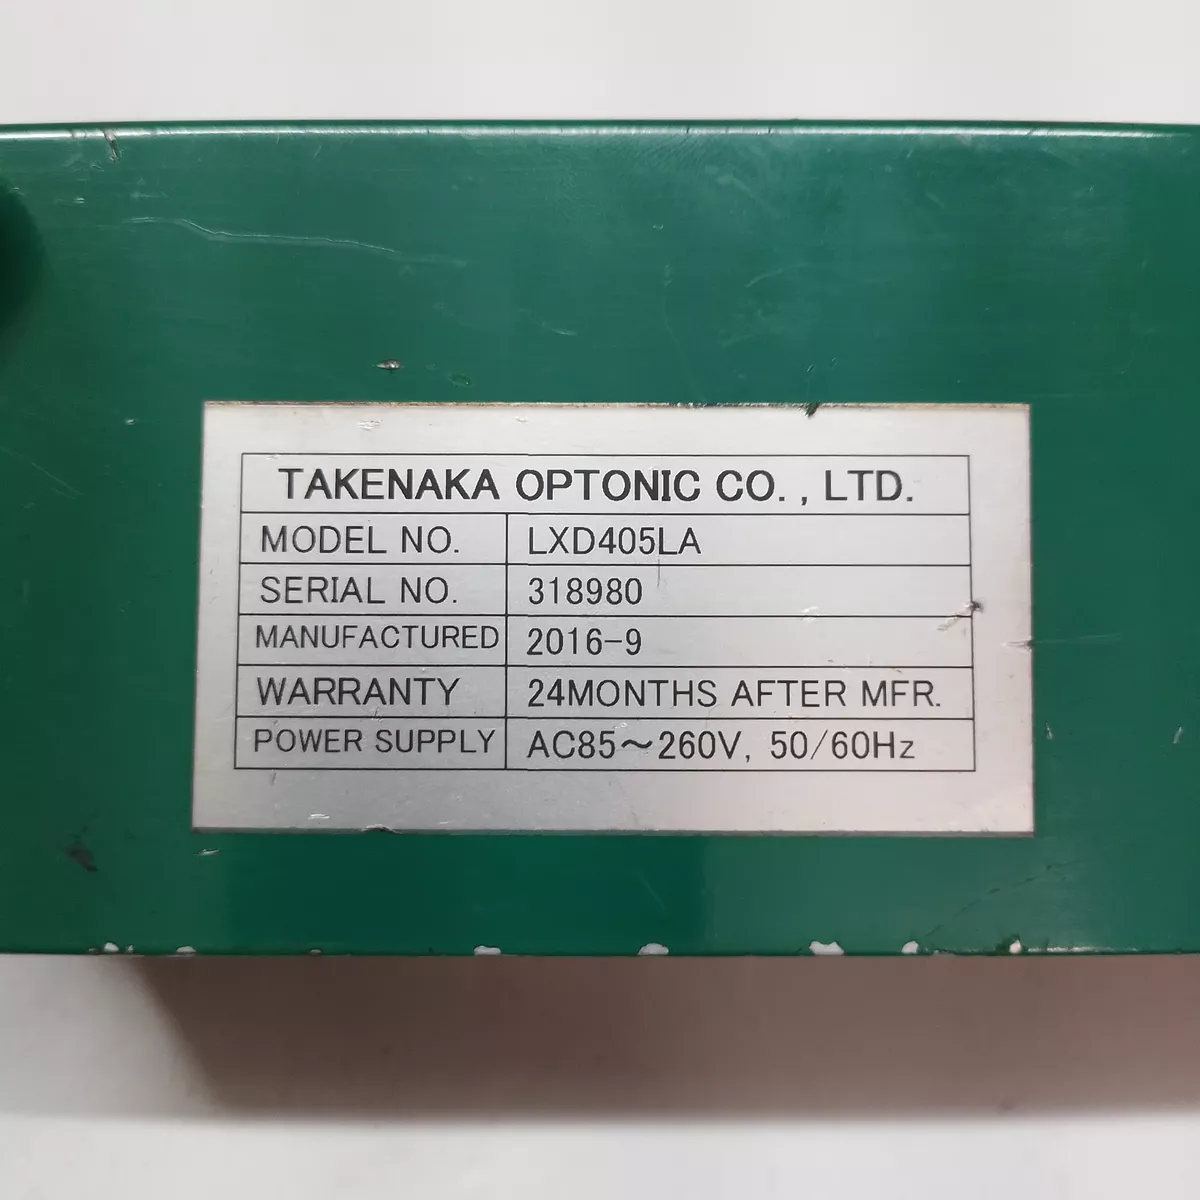 TAKENAKA OPTONIC CO., LTD.
MODEL NO. LXD405LA
SERIAL NO. 318980
MANUFACTURED 2016-9
WARRANTY 24MONTHS AFTER MFR.
POWER SUPPLY AC85～260V, 50/60Hz